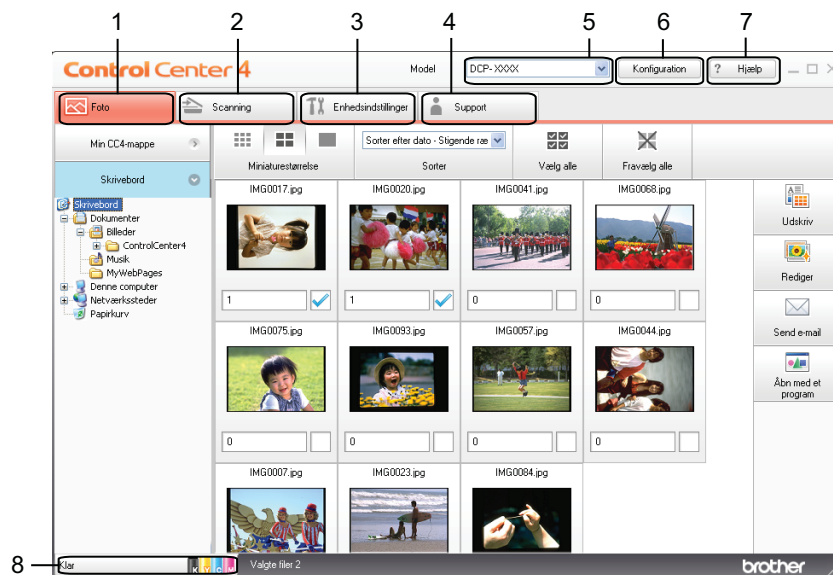 1 2 3 4 5 6 7
Control Center 4 Model DCP-XXXX Konfiguration ? Hjælp
Foto Scanning Enhedsindstillinger Support
Min CC4-mappe
Skrivebord
Miniaturestørrelse
Sorter efter dato - Stigende ræ
Sorter
Vælg alle
Fravælg alle
Skrivebord
Dokumenter
Billeder
ControlCenter4
Musik
MyWebPages
Denne computer
Netværkssteder
Papirkurv
IMG0017.jpg IMG0020.jpg IMG0041.jpg IMG0068.jpg
1 1 0 0
IMG0075.jpg IMG0093.jpg IMG0057.jpg IMG0044.jpg
0 0 0 0
IMG0007.jpg IMG0023.jpg IMG0084.jpg
Udskriv
Rediger
Send e-mail
Åbn med et
program
8
Klar K Y C M Valgte filer 2 brother